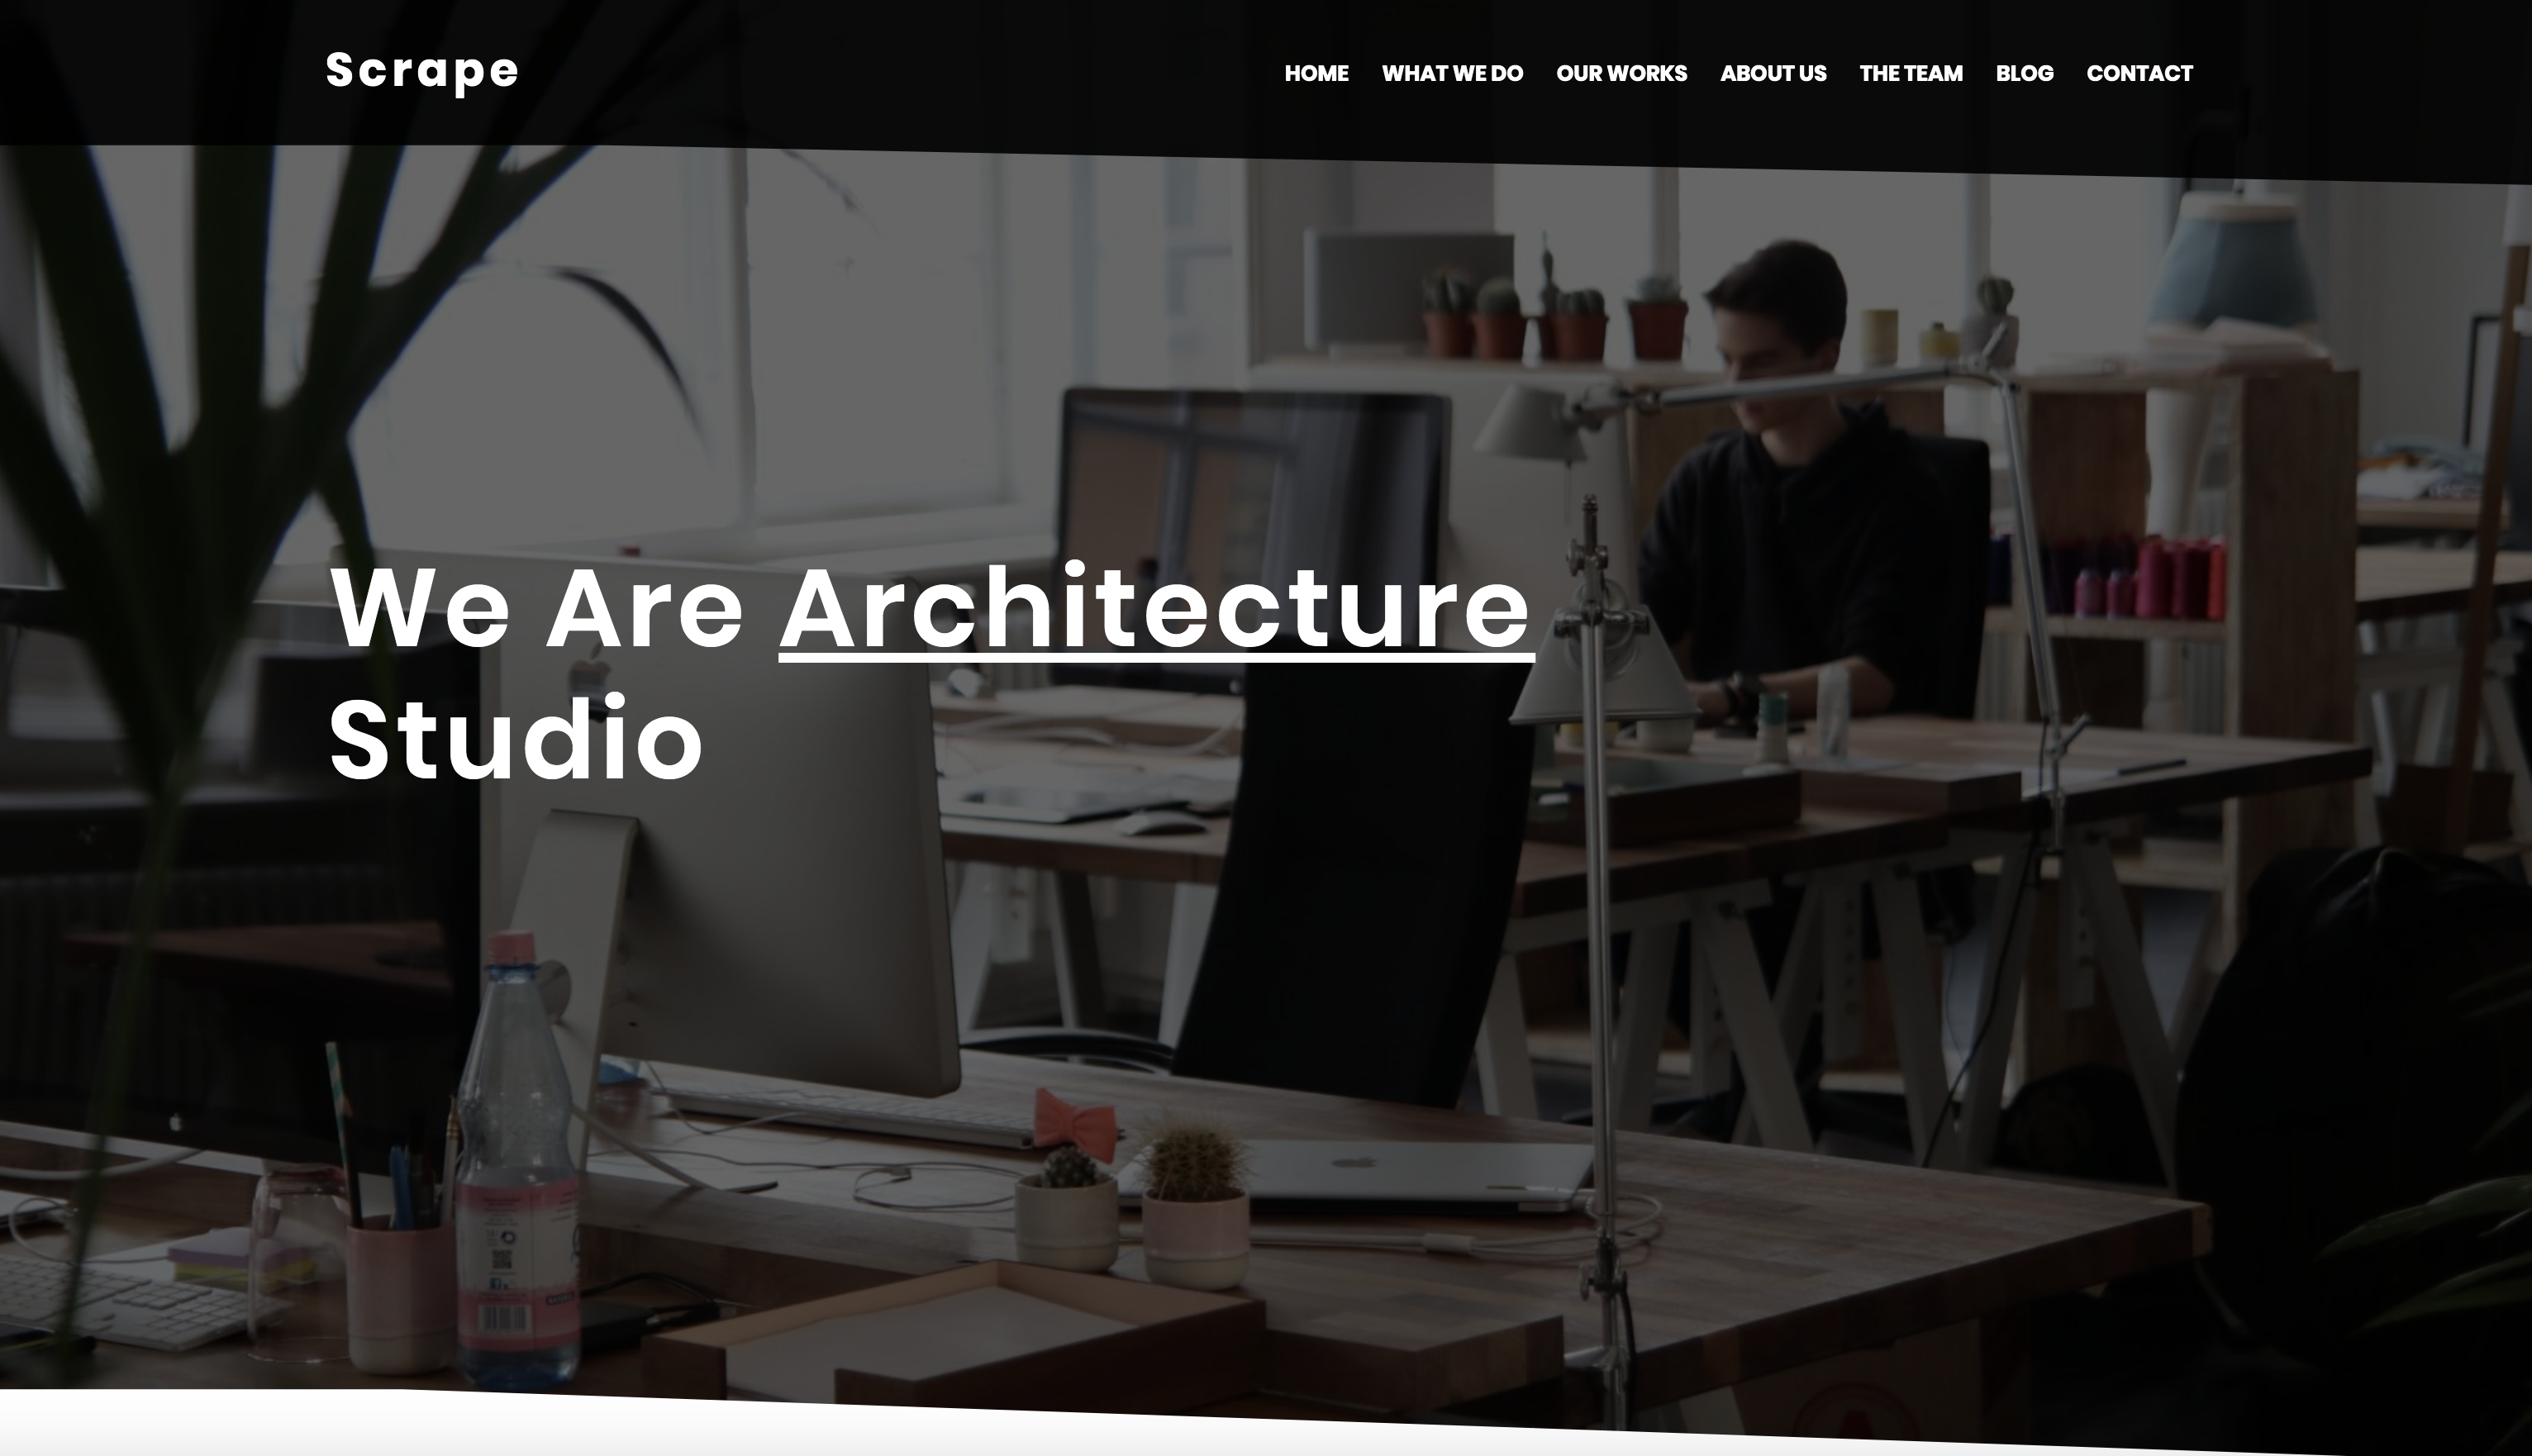 Scrape
HOME WHAT WE DO OUR WORKS ABOUT US THE TEAM BLOG CONTACT
We Are Architecture
Studio